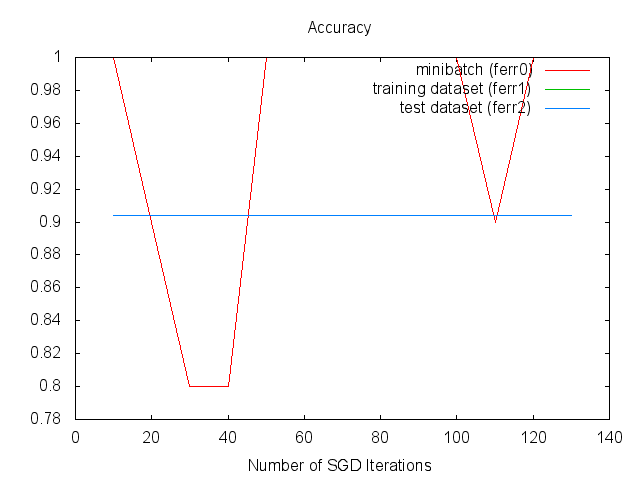 Accuracy
1
0.98
0.96
0.94
0.92
0.9
0.88
0.86
0.84
0.82
0.8
0.78
minibatch (ferr0)
training dataset (ferr1)
test dataset (ferr2)
0 20 40 60 80 100 120 140
Number of SGD Iterations